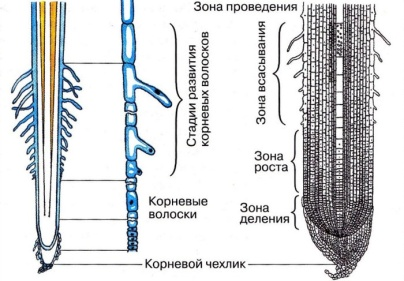 Зона проведения
Стадии развития
корневых волосков
Зона всасывания
Зона
роста
Корневые
волоски
Зона
деления
Корневой чехлик